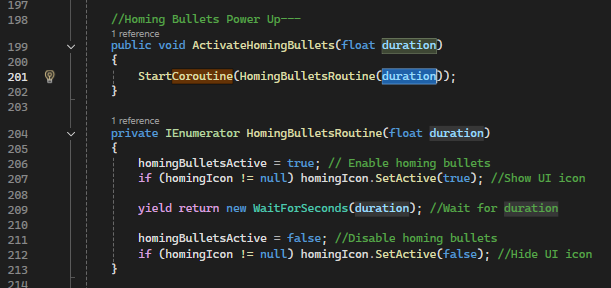 197
198 //Homing Bullets Power Up---
1 reference
199 public void ActivateHomingBullets(float duration)
200 {
201 StartCoroutine(HomingBulletsRoutine(duration));
202 }
203
1 reference
204 private IEnumerator HomingBulletsRoutine(float duration)
205 {
206 homingBulletsActive = true; // Enable homing bullets
207 if (homingIcon != null) homingIcon.SetActive(true); //Show UI icon
208
209 yield return new WaitForSeconds(duration); //Wait for duration
210
211 homingBulletsActive = false; //Disable homing bullets
212 if (homingIcon != null) homingIcon.SetActive(false); //Hide UI icon
213 }
214